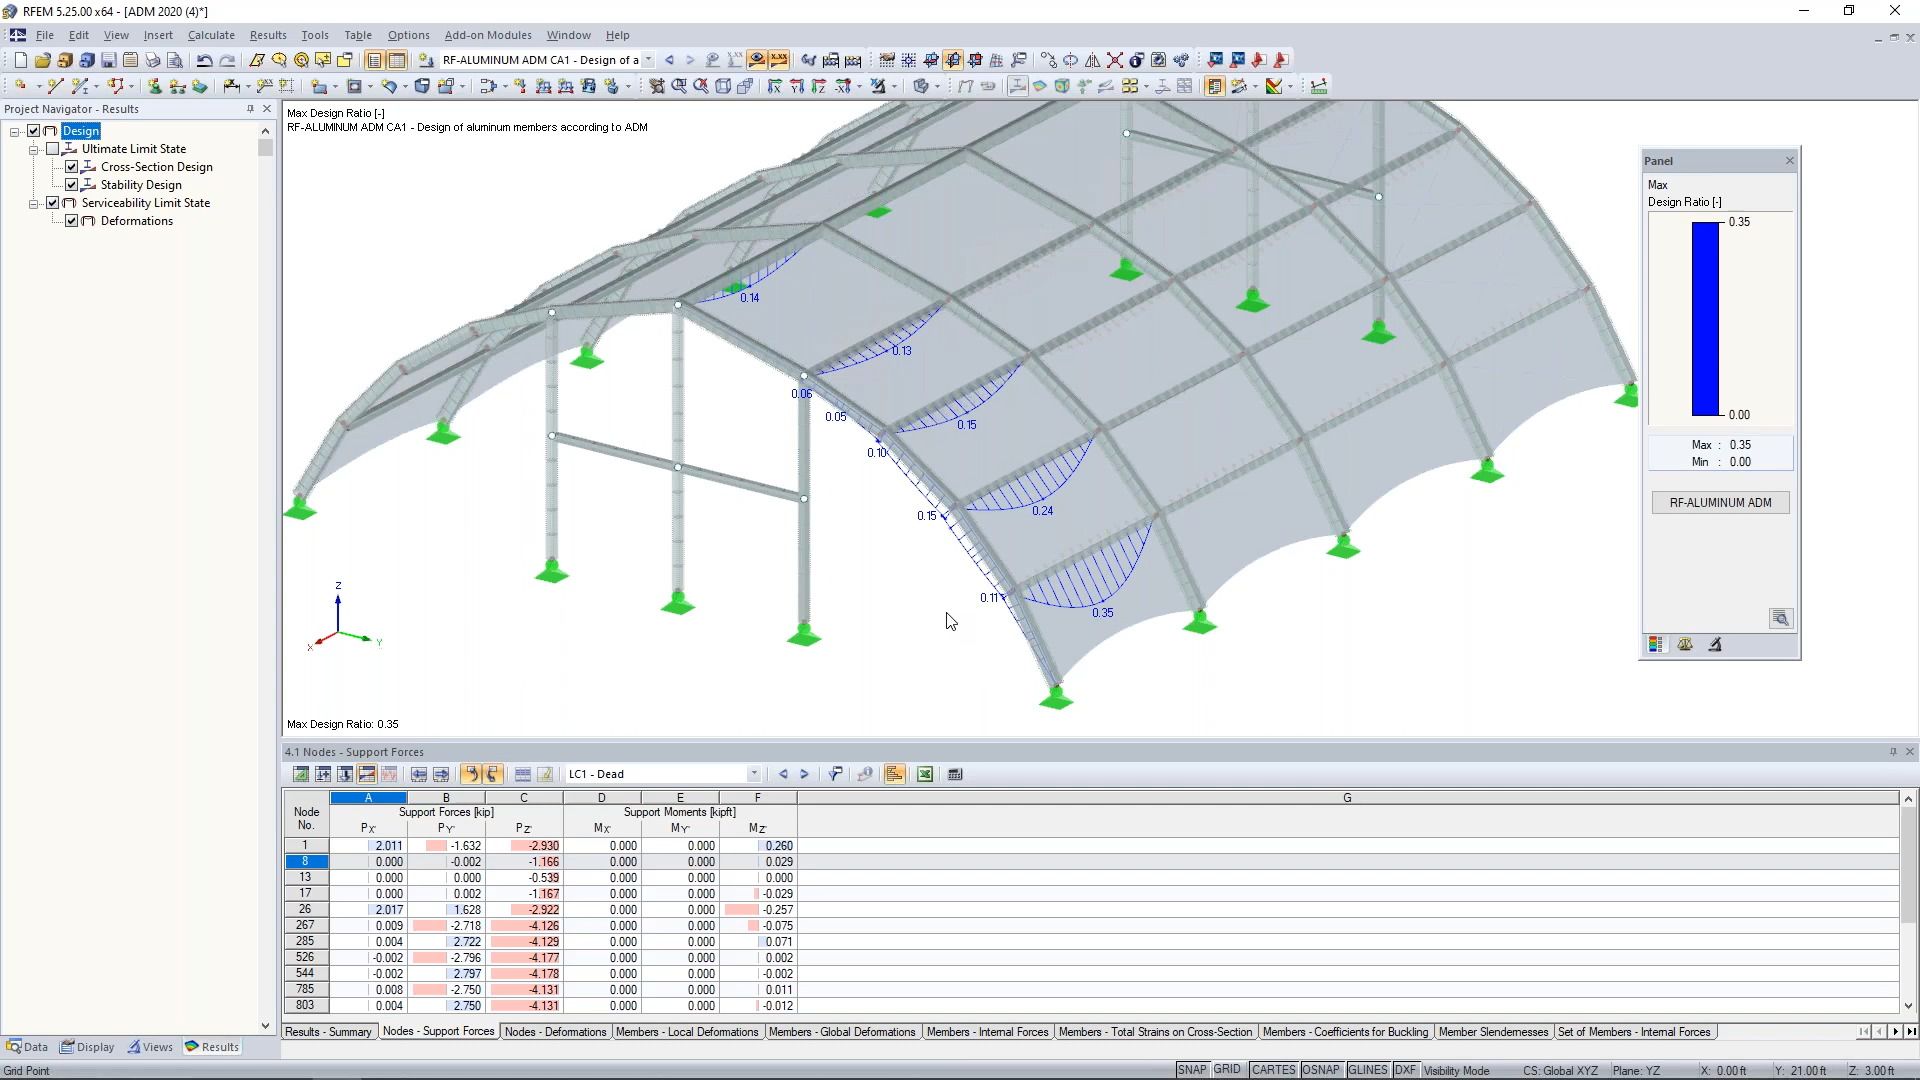 RFEM 5.25.00 x64 - [ADM 2020 (4)*]
File Edit View Insert Calculate Results Tools Table Options Add-on Modules Window Help
RF-ALUMINUM ADM CA1 - Design of a
Project Navigator - Results
Design
Ultimate Limit State
Cross-Section Design
Stability Design
Serviceability Limit State
Deformations
Max Design Ratio [-]
RF-ALUMINUM ADM CA1 - Design of aluminum members according to ADM
0.14
0.13
0.06
0.05
0.15
0.10
0.15
0.24
0.11
0.35
Z
X
Y
Max Design Ratio: 0.35
Panel
Max
Design Ratio [-]
0.35
0.00
Max : 0.35
Min : 0.00
RF-ALUMINUM ADM
4.1 Nodes - Support Forces
LC1 - Dead
A B C D E F G
Node No. Support Forces [kip] Support Moments [kipft]
PX' PY' PZ' MX' MY' MZ'
1 2.011 -1.632 -2.930 0.000 0.000 0.260
8 0.000 -0.002 -1.166 0.000 0.000 0.029
13 0.000 0.000 -0.539 0.000 0.000 0.000
17 0.000 0.002 -1.167 0.000 0.000 -0.029
26 2.017 1.628 -2.922 0.000 0.000 -0.257
267 0.009 -2.718 -4.126 0.000 0.000 -0.075
285 0.004 2.722 -4.129 0.000 0.000 0.071
526 -0.002 -2.796 -4.177 0.000 0.000 0.002
544 -0.002 2.797 -4.178 0.000 0.000 -0.002
785 0.008 -2.750 -4.131 0.000 0.000 0.011
803 0.004 2.750 -4.131 0.000 0.000 -0.012
Results - Summary Nodes - Support Forces Nodes - Deformations Members - Local Deformations Members - Global Deformations Members - Internal Forces Members - Total Strains on Cross-Section Members - Coefficients for Buckling Member Slendernesses Set of Members - Internal Forces
Data Display Views Results
Grid Point SNAP GRID CARTES OSNAP GLINES DXF Visibility Mode CS: Global XYZ Plane: YZ X: 0.00 ft Y: 21.00 ft Z: 3.00 ft